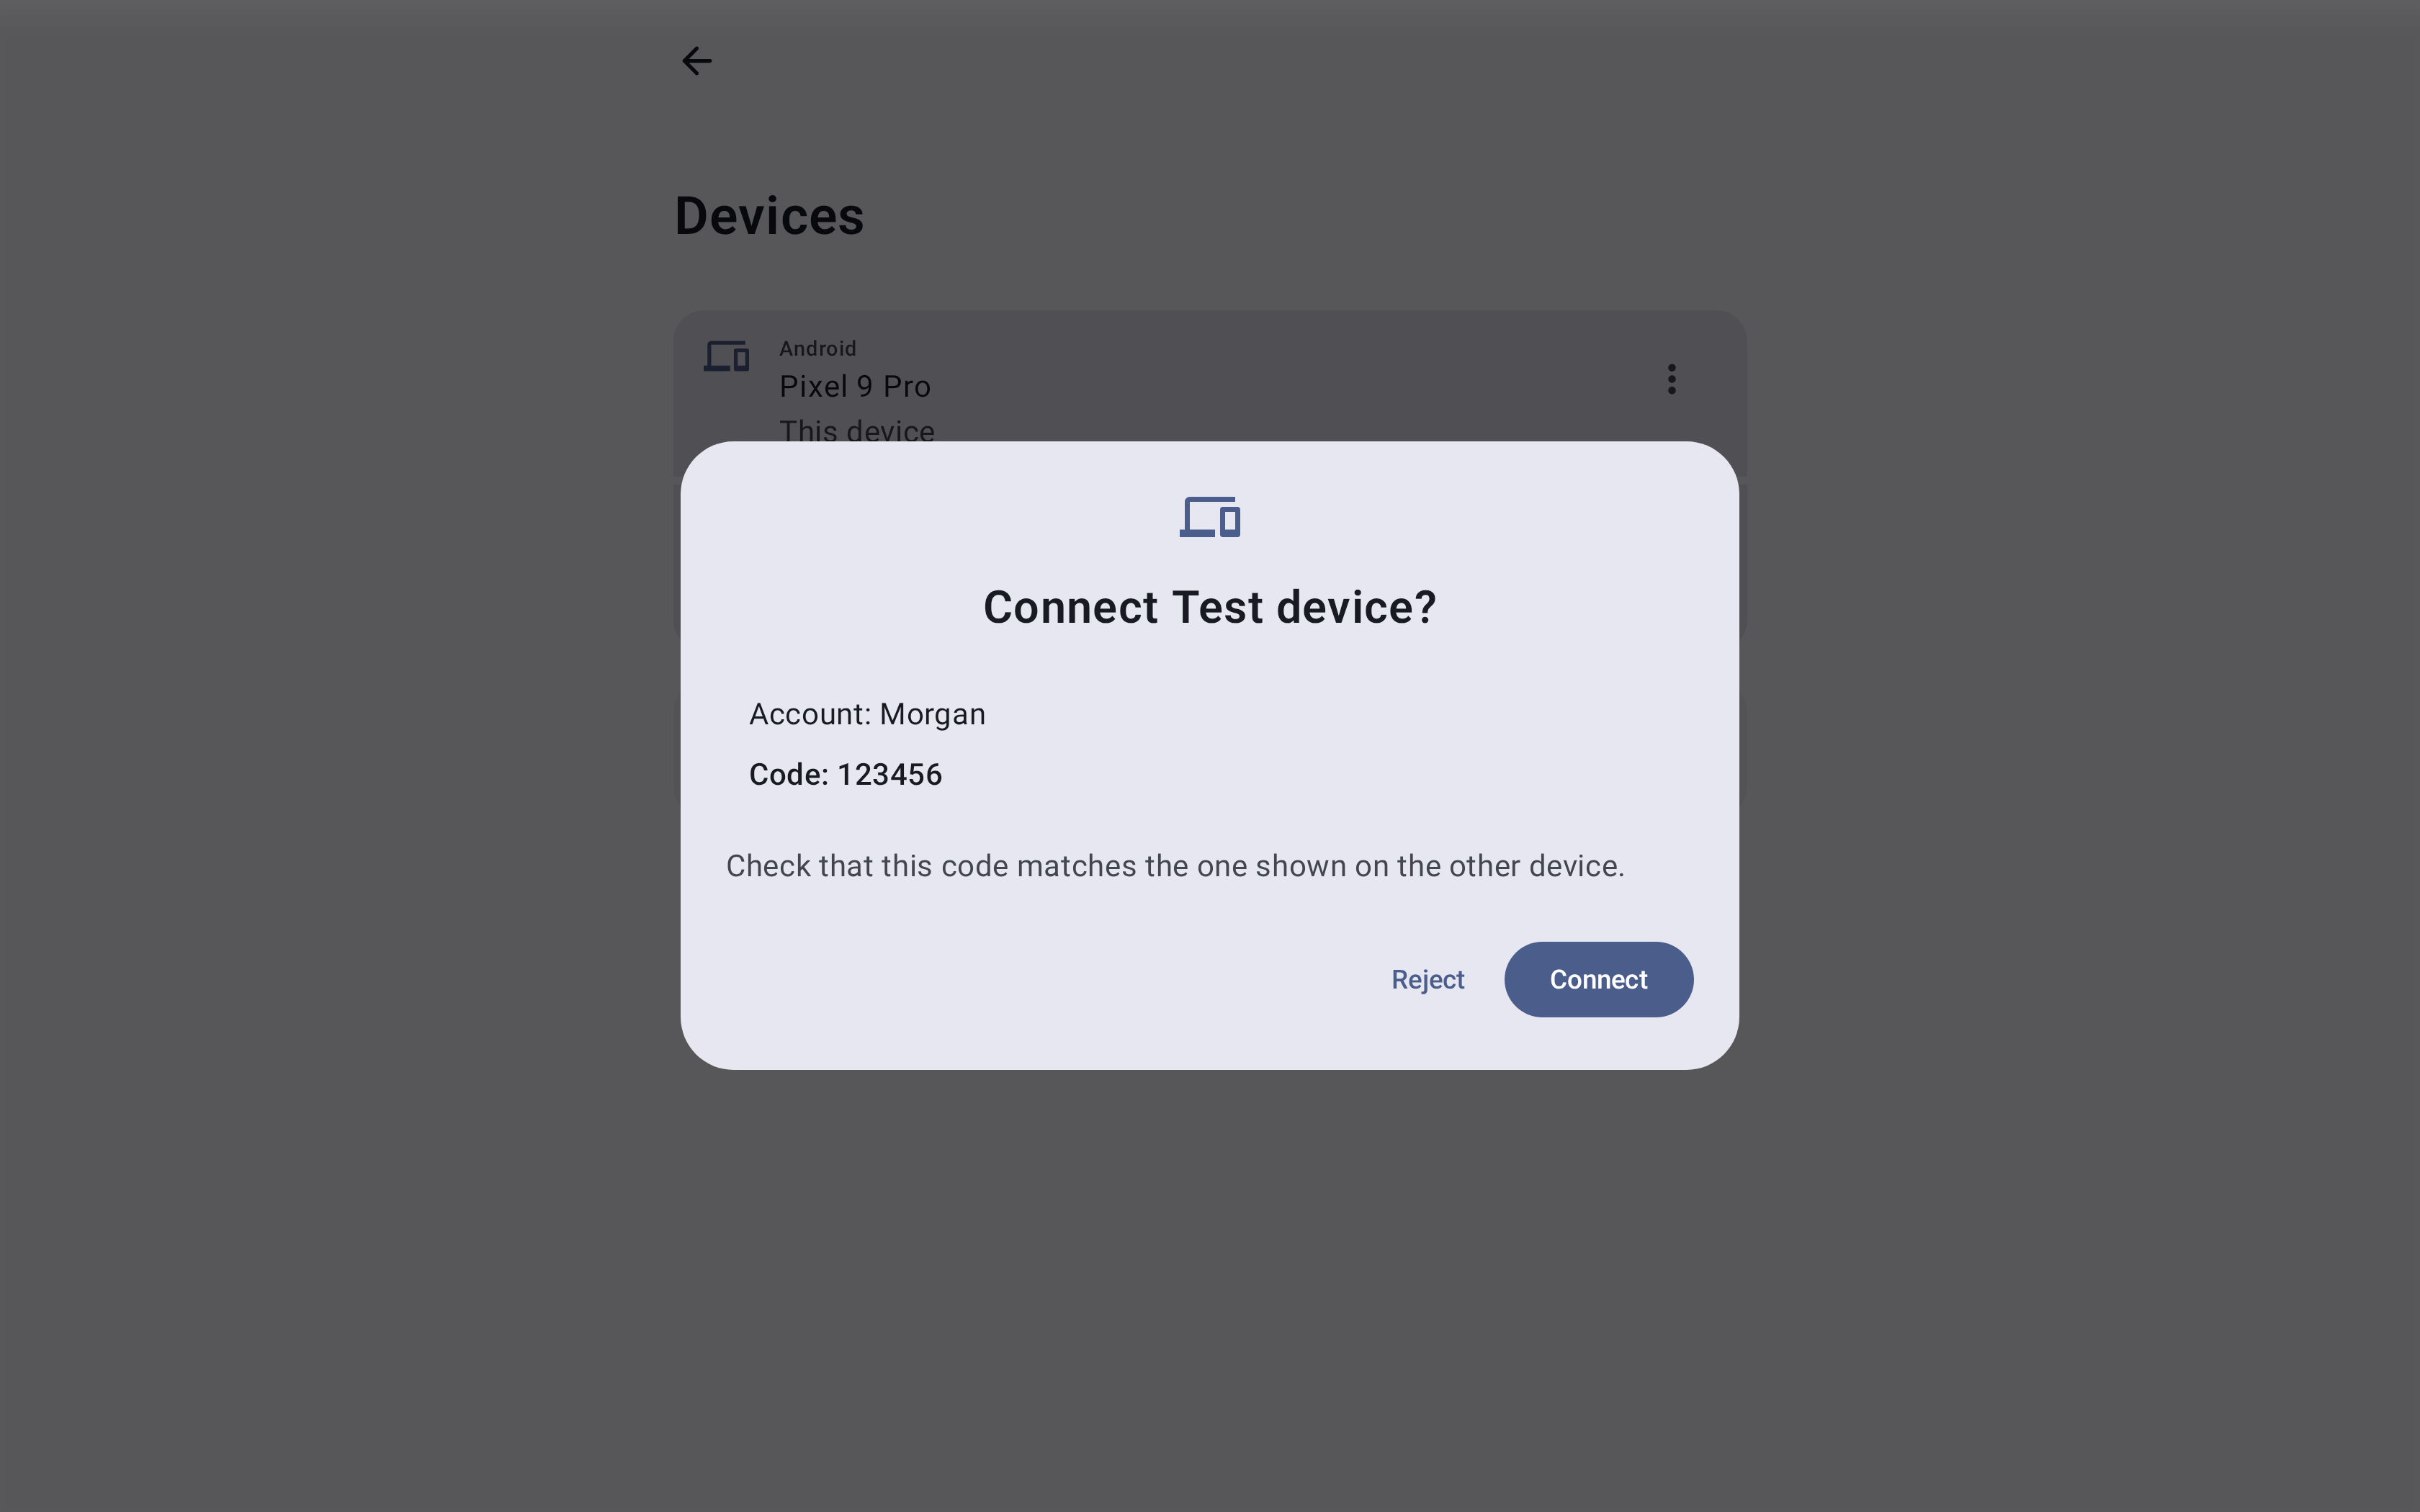 Devices
Android
Pixel 9 Pro
This device
Connect Test device?
Account: Morgan
Code: 123456
Check that this code matches the one shown on the other device.
Reject
Connect